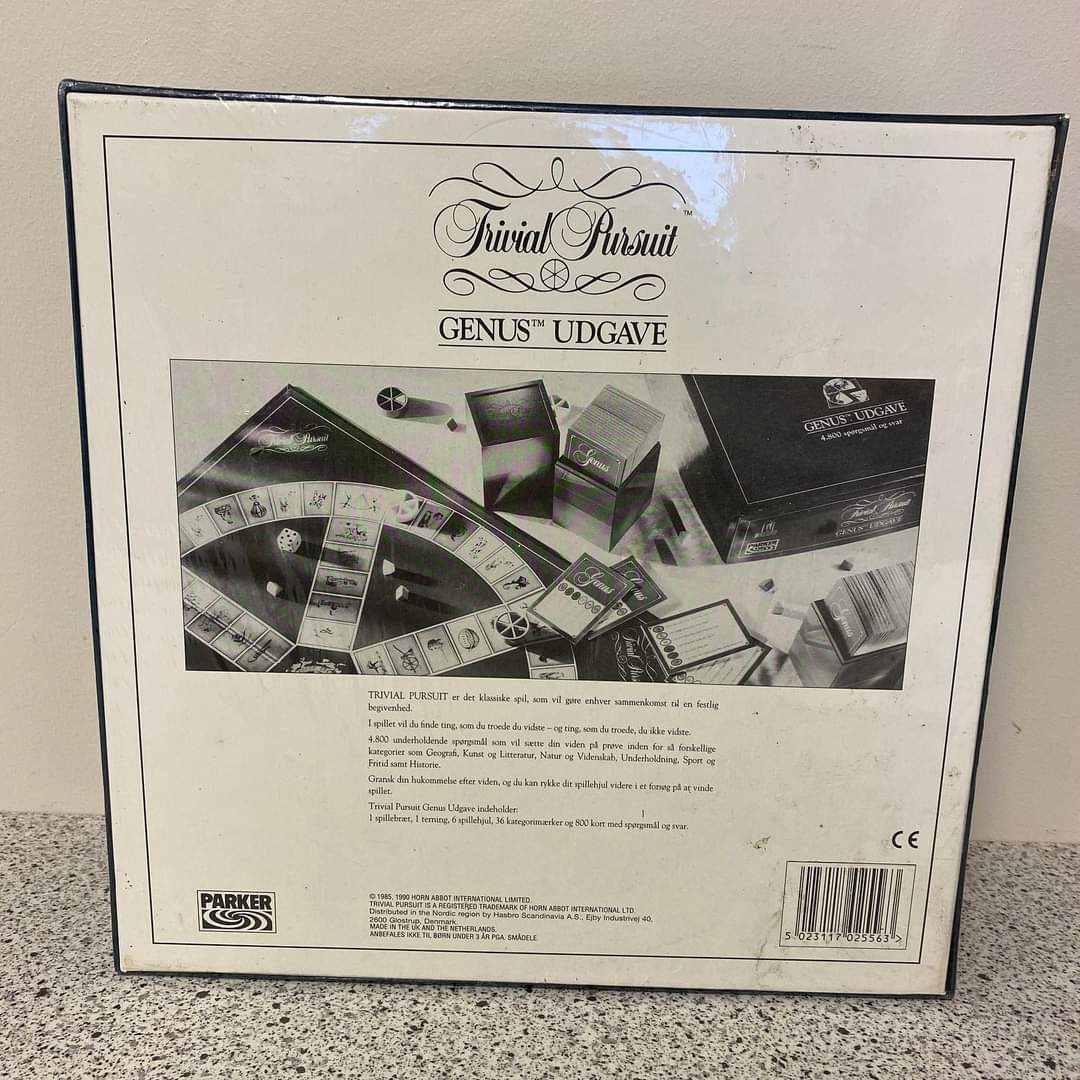 Trivial Pursuit™
GENUS™ UDGAVE
GENUS™ UDGAVE
4.800 spørgsmål og svar
Trivial Pursuit
Genus
Trivial Pursuit
GENUS UDGAVE
Genus
Genus
TRIVIAL PURSUIT er det klassiske spil, som vil gøre enhver sammenkomst til en festlig
begivenhed.
I spillet vil du finde ting, som du troede du vidste – og ting, som du troede, du ikke vidste.
4.800 underholdende spørgsmål som vil sætte din viden på prøve inden for så forskellige
kategorier som Geografi, Kunst og Litteratur, Natur og Videnskab, Underholdning, Sport og
Fritid samt Historie.
Gransk din hukommelse efter viden, og du kan rykke dit spillehjul videre i et forsøg på at vinde
spillet.
Trivial Pursuit Genus Udgave indeholder:
1 spillebræt, 1 terning, 6 spillehjul, 36 kategorimærker og 800 kort med spørgsmål og svar.
CE
PARKER
© 1985, 1990 HORN ABBOT INTERNATIONAL LIMITED.
TRIVIAL PURSUIT IS A REGISTERED TRADEMARK OF HORN ABBOT INTERNATIONAL LTD.
Distributed in the Nordic region by Hasbro Scandinavia A.S., Ejby Industrivej 40,
2600 Glostrup, Denmark.
MADE IN THE UK AND THE NETHERLANDS.
ANBEFALES IKKE TIL BØRN UNDER 3 ÅR PGA. SMÅDELE.
5 023117 025563 >